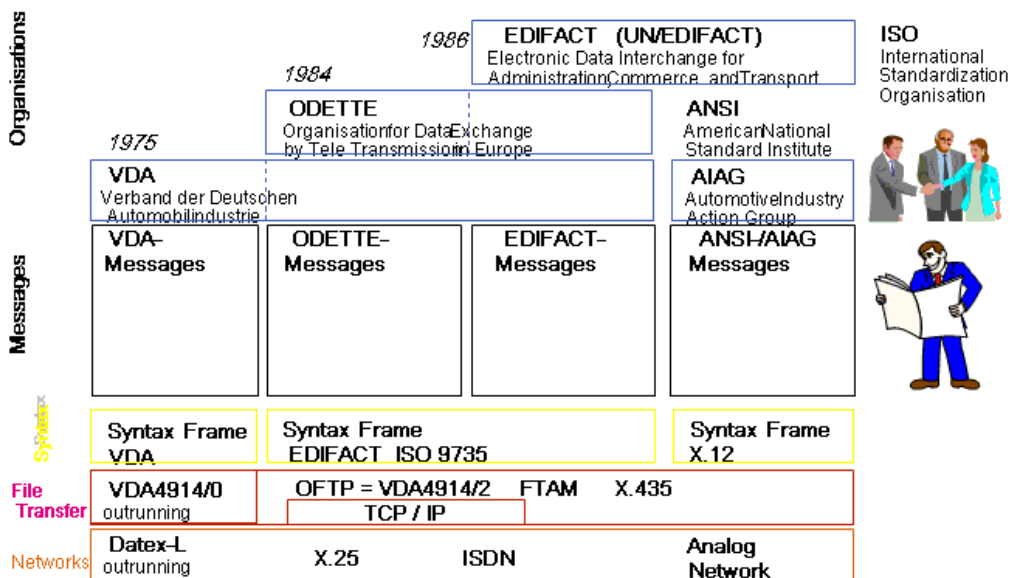 Organisations
1986
EDIFACT (UN/EDIFACT)
Electronic Data Interchange for
AdministrationCommerce, andTransport
ISO
International
Standardization
Organisation
1984
ODETTE
Organisationfor DataExchange
by Tele Transmissionin Europe
ANSI
AmericanNational
Standard Institute
1975
VDA
Verband der Deutschen
Automobilindustrie
AIAG
AutomotiveIndustry
Action Group
Messages
VDA–
Messages
ODETTE–
Messages
EDIFACT–
Messages
ANSI-/AIAG
Messages
Syntax
Syntax Frame
VDA
Syntax Frame
EDIFACT ISO 9735
Syntax Frame
X.12
File
Transfer
VDA4914/0
outrunning
OFTP = VDA4914/2 FTAM X.435
TCP / IP
Networks
Datex–L
outrunning
X.25
ISDN
Analog
Network